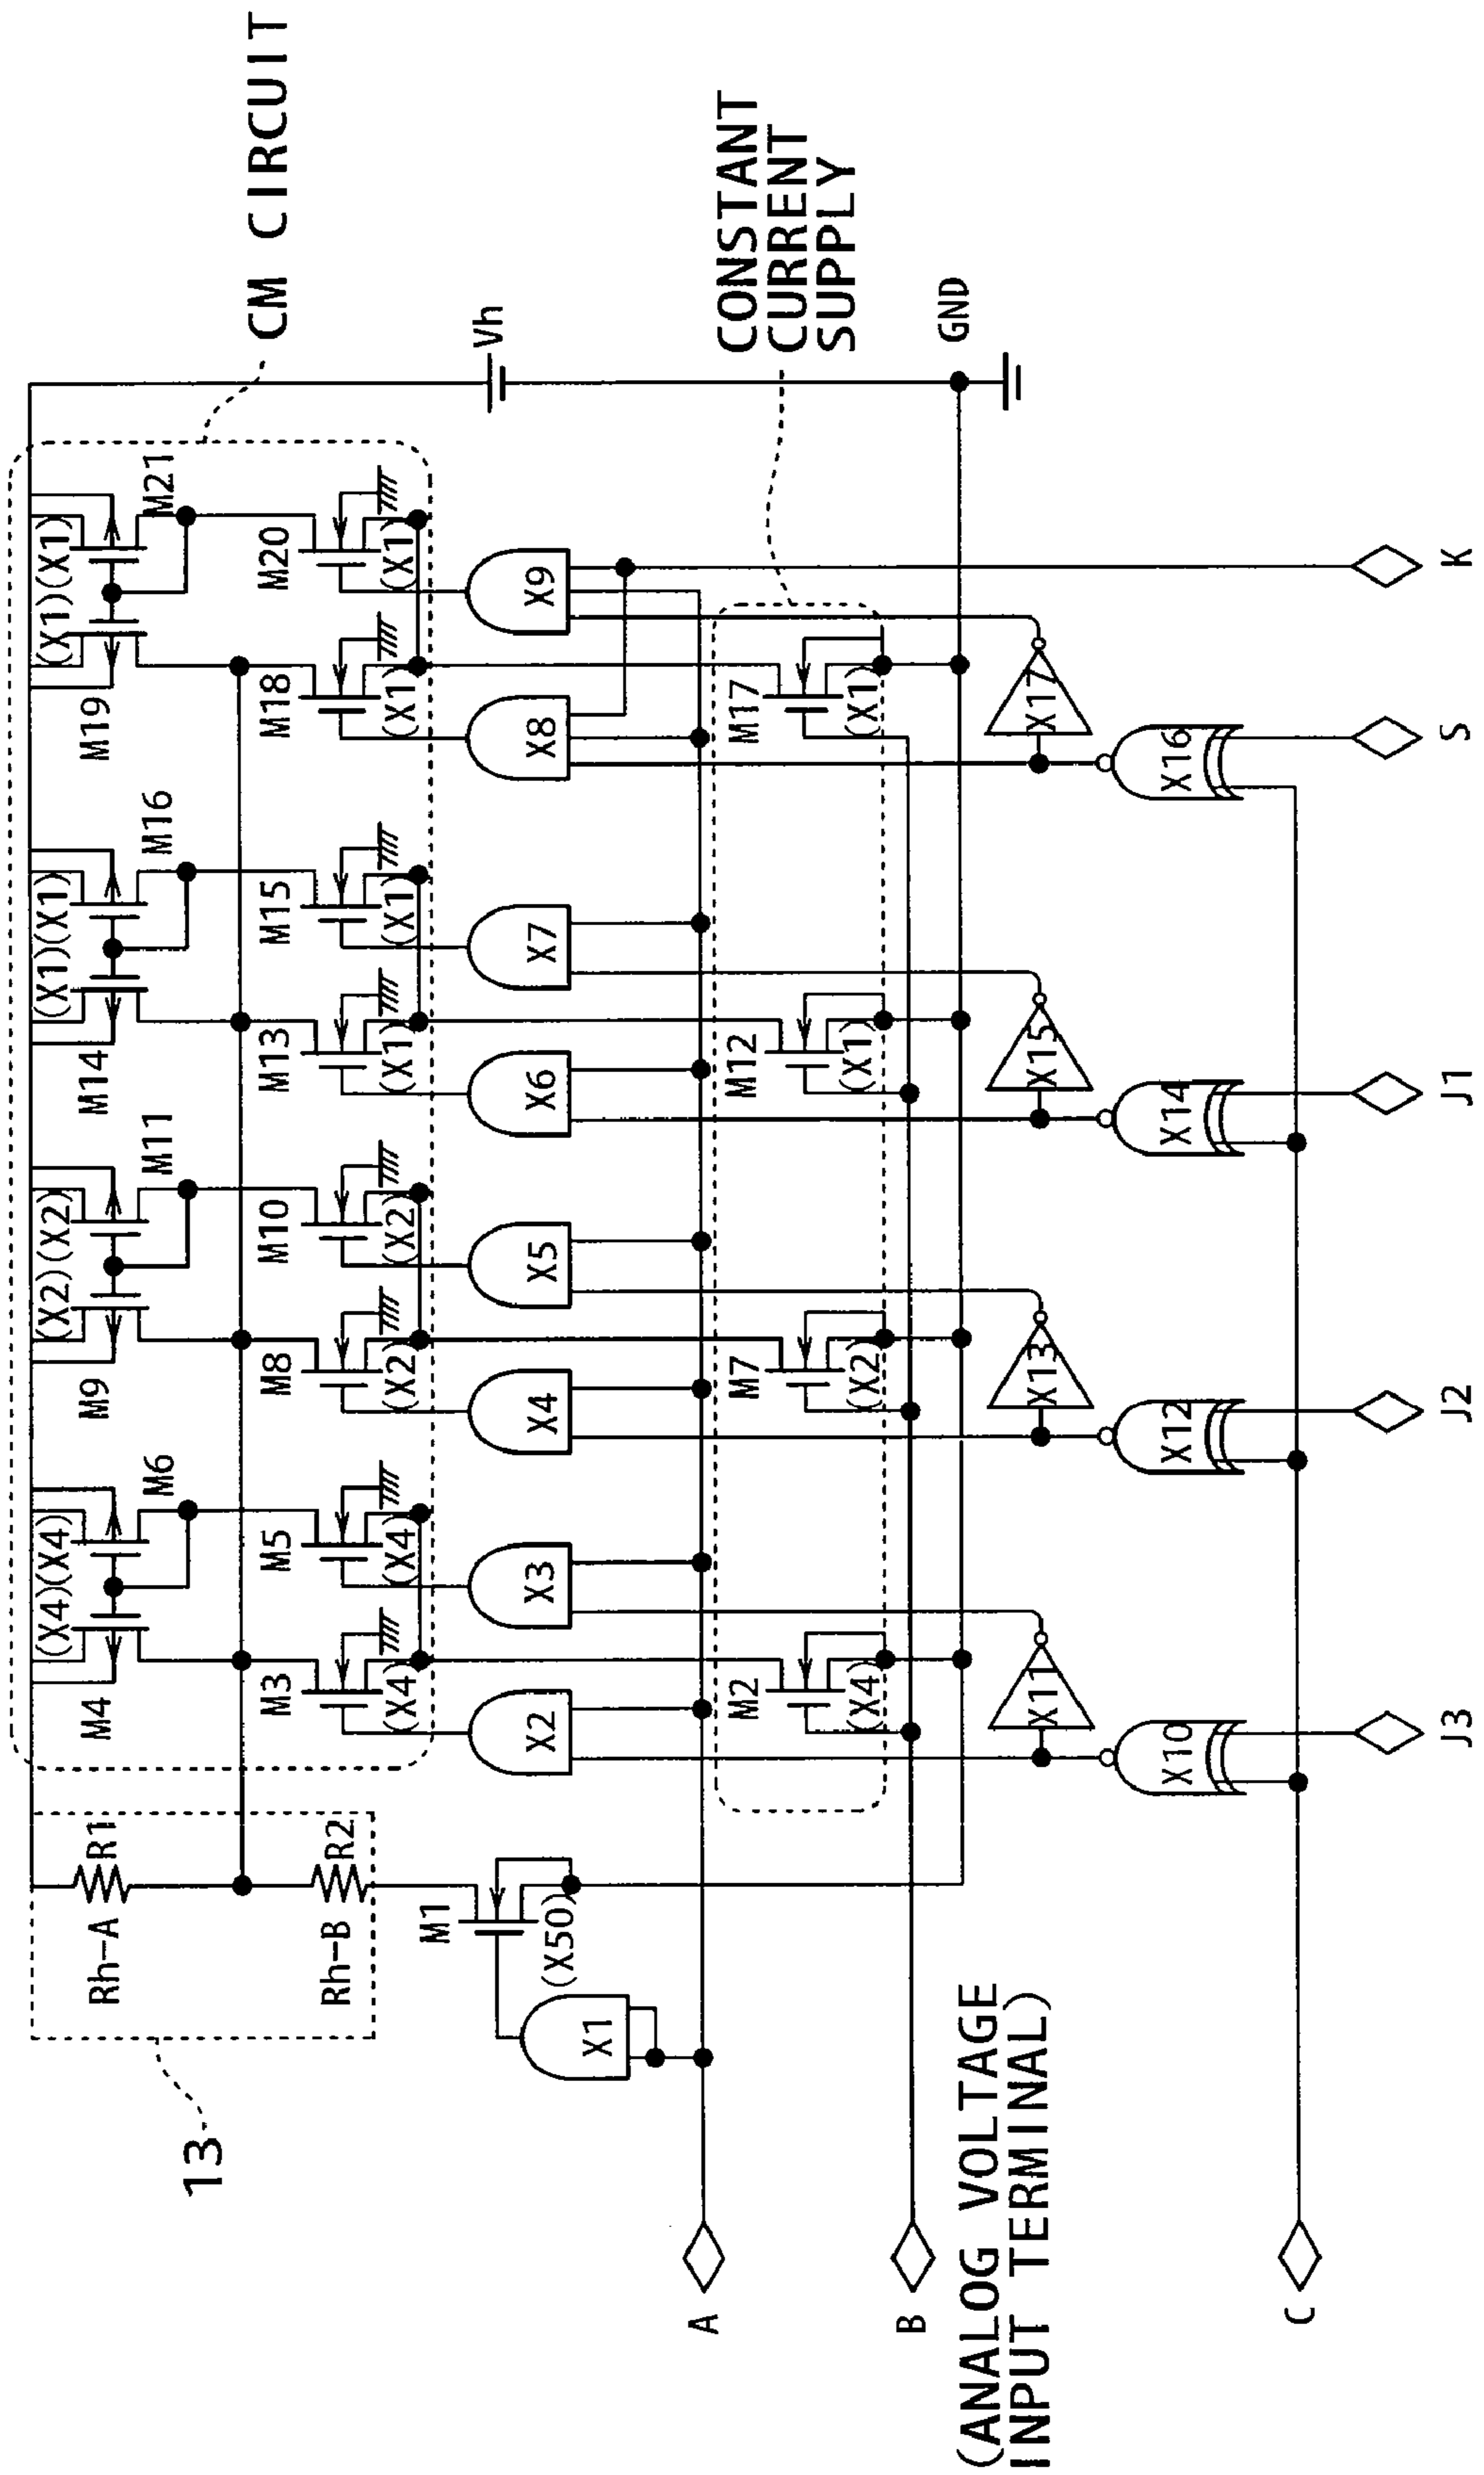 CM CIRCUIT
CONSTANT
CURRENT
SUPPLY
13
Rh-A
R1
Rh-B
R2
M4
(X4)
(X4)
M6
M9
(X2)
(X2)
M11
M14
(X1)
(X1)
M16
M19
(X1)
(X1)
M21
Vh
M3
(X4)
M5
(X4)
M8
(X2)
M10
(X2)
M13
(X1)
M15
(X1)
M18
(X1)
M20
(X1)
M1
(X50)
X1
X2
X3
X4
X5
X6
X7
X8
X9
A
M2
(X4)
M7
(X2)
M12
(X1)
M17
(X1)
GND
B
(ANALOG VOLTAGE
INPUT TERMINAL)
X11
X13
X15
X17
X10
X12
X14
X16
C
J3
J2
J1
S
K